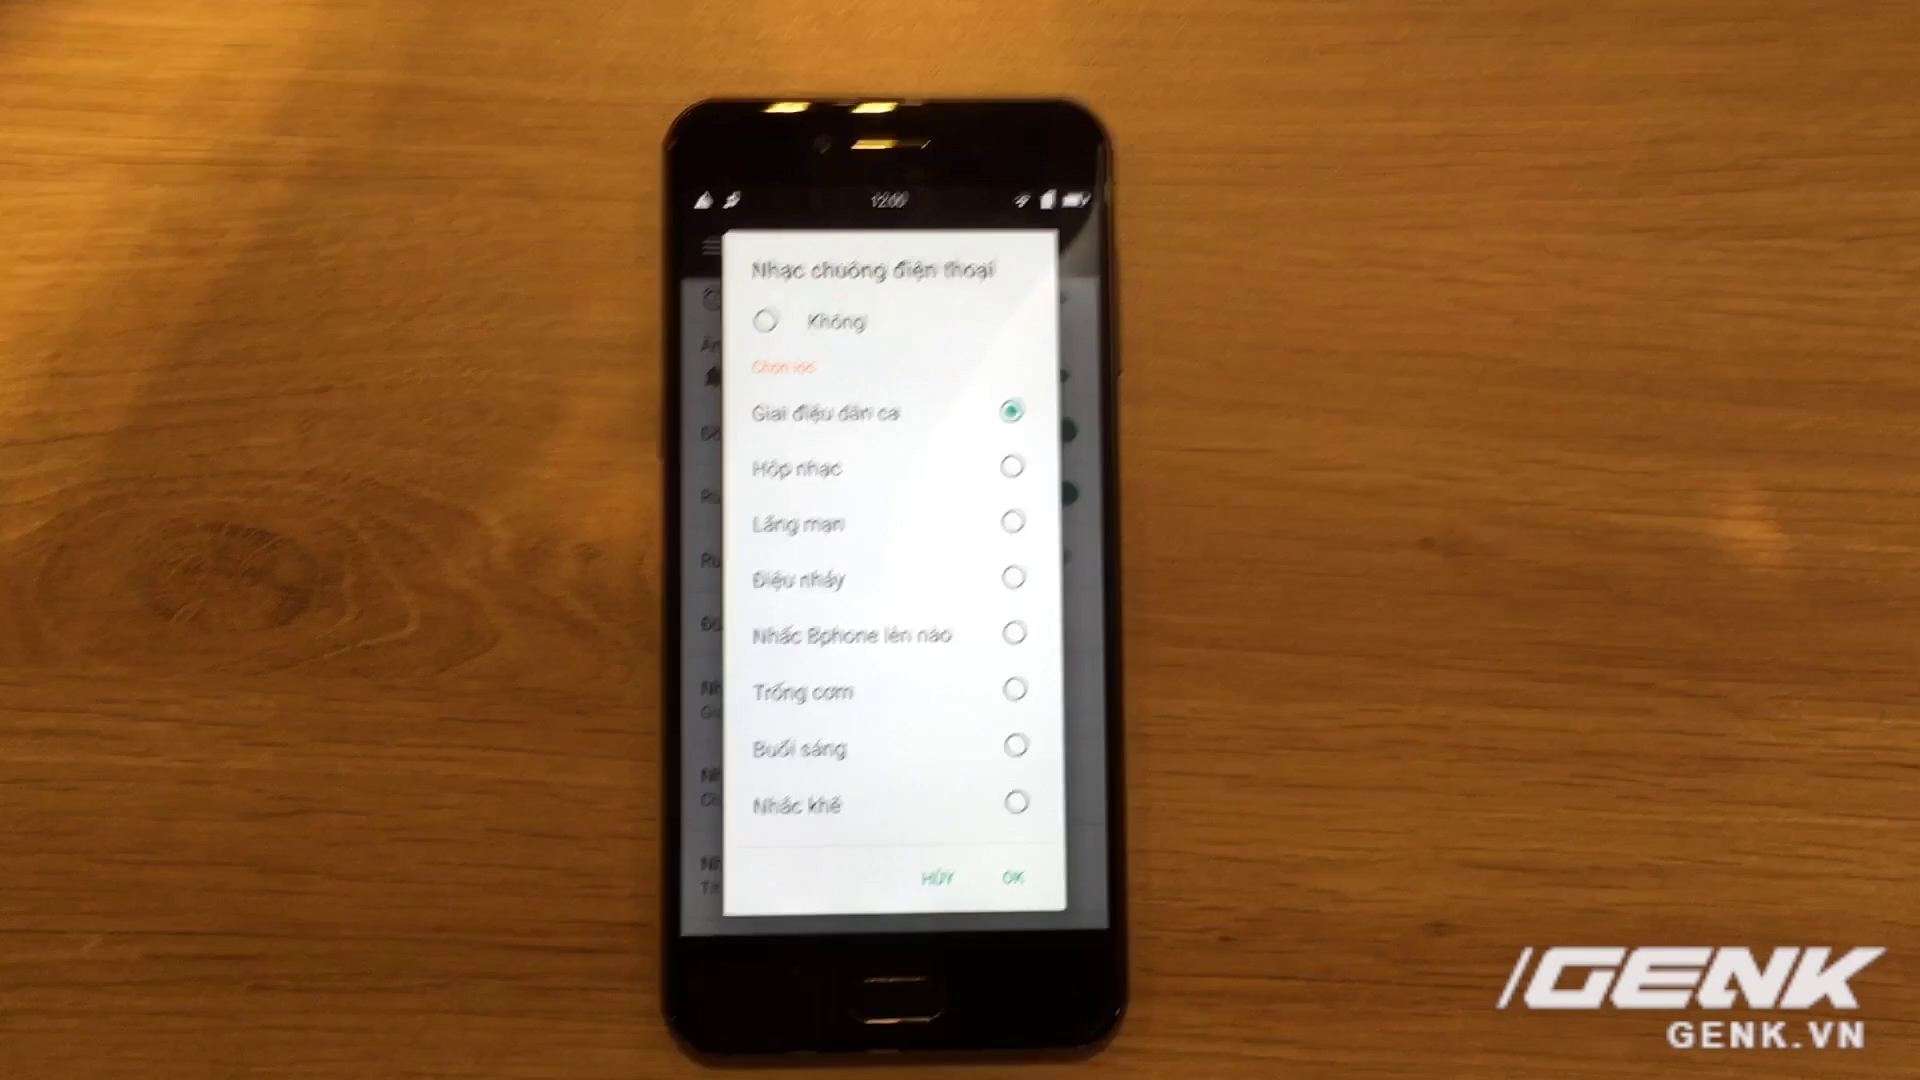 12:00
Nhạc chuông điện thoại
Không
Chọn lọc
Giai điệu dân ca
Hộp nhạc
Lãng mạn
Điệu nhảy
Nhấc Bphone lên nào
Trống cơm
Buổi sáng
Nhắc khẽ
HỦY OK
GENK
GENK.VN